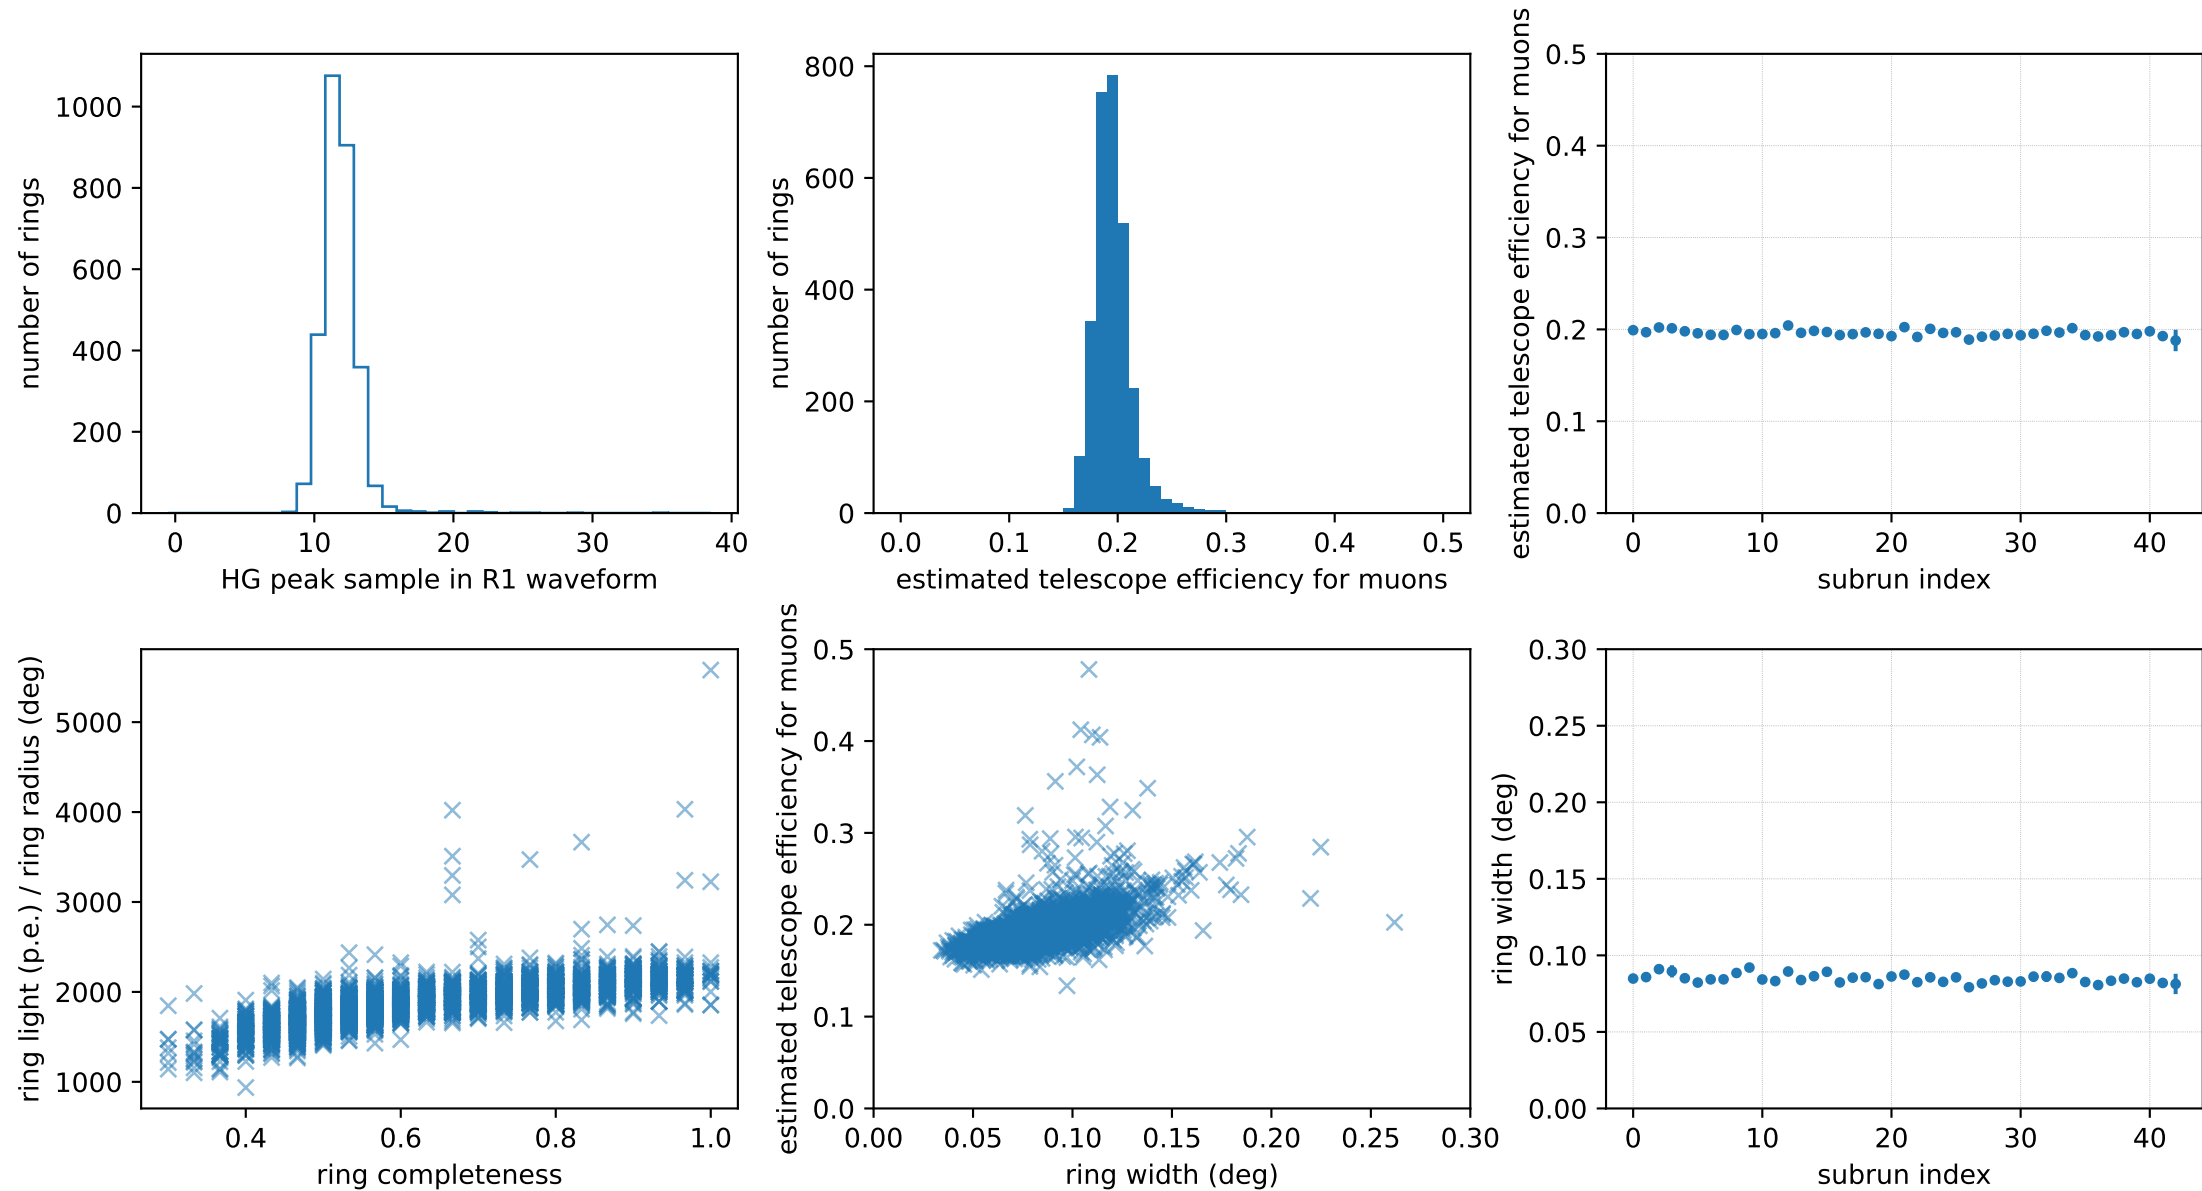 number of rings
1000
800
600
400
200
0
0 10 20 30 40
HG peak sample in R1 waveform
number of rings
800
600
400
200
0
0.0 0.1 0.2 0.3 0.4 0.5
estimated telescope efficiency for muons
estimated telescope efficiency for muons
0.5
0.4
0.3
0.2
0.1
0.0
0 10 20 30 40
subrun index
ring light (p.e.) / ring radius (deg)
5000
4000
3000
2000
1000
0.4 0.6 0.8 1.0
ring completeness
estimated telescope efficiency for muons
0.5
0.4
0.3
0.2
0.1
0.0
0.00 0.05 0.10 0.15 0.20 0.25 0.30
ring width (deg)
ring width (deg)
0.30
0.25
0.20
0.15
0.10
0.05
0.00
0 10 20 30 40
subrun index